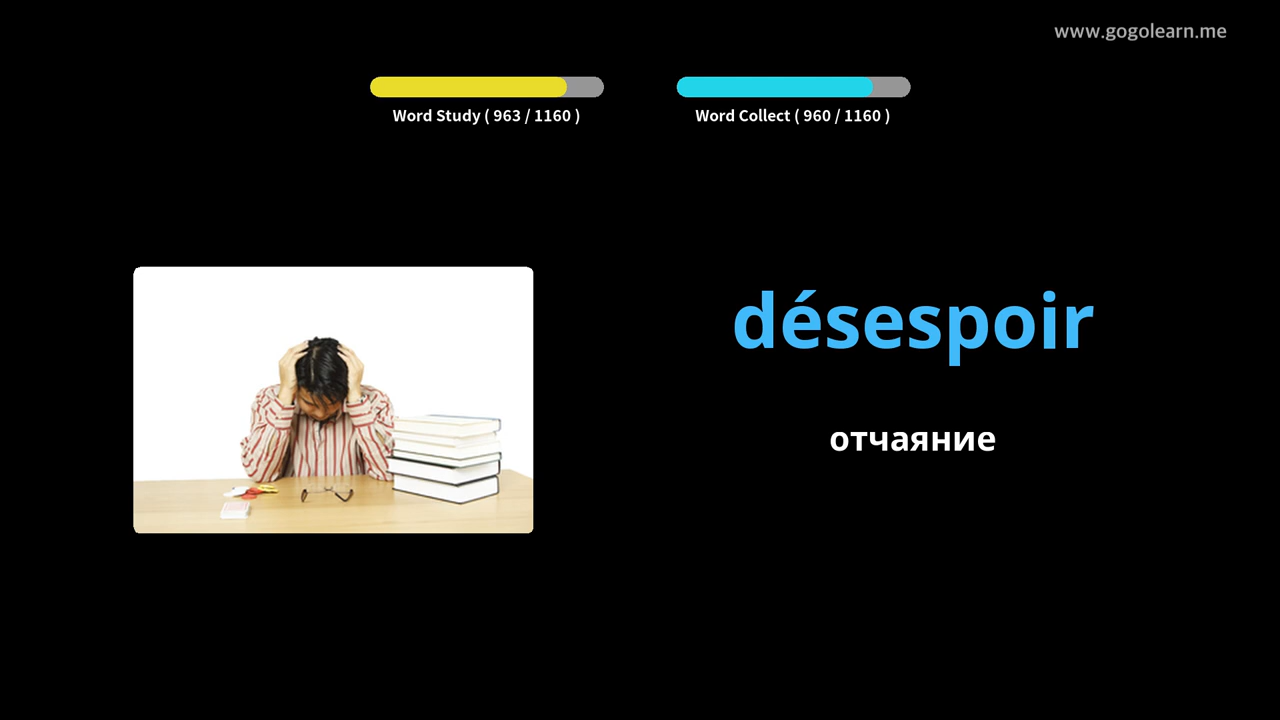 www.gogolearn.me
Word Study ( 963 / 1160 )
Word Collect ( 960 / 1160 )
désespoir
отчаяние